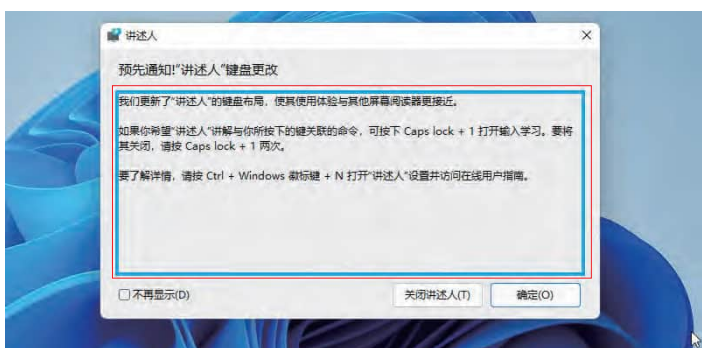 讲述人
预先通知!"讲述人"键盘更改
我们更新了"讲述人"的键盘布局，使其使用体验与其他屏幕阅读器更接近。
如果你希望"讲述人"讲解与你所按下的键关联的命令，可按下 Caps lock + 1 打开输入学习。要将
其关闭，请按 Caps lock + 1 两次。
要了解详情，请按 Ctrl + Windows 徽标键 + N 打开"讲述人"设置并访问在线用户指南。
不再显示(D)
关闭讲述人(T)
确定(O)